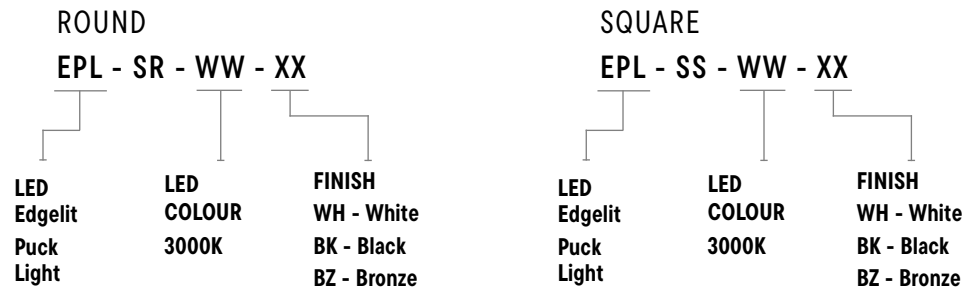 ROUND
EPL - SR - WW - XX
LED
Edgelit
Puck
Light
LED
COLOUR
3000K
FINISH
WH - White
BK - Black
BZ - Bronze
SQUARE
EPL - SS - WW - XX
LED
Edgelit
Puck
Light
LED
COLOUR
3000K
FINISH
WH - White
BK - Black
BZ - Bronze